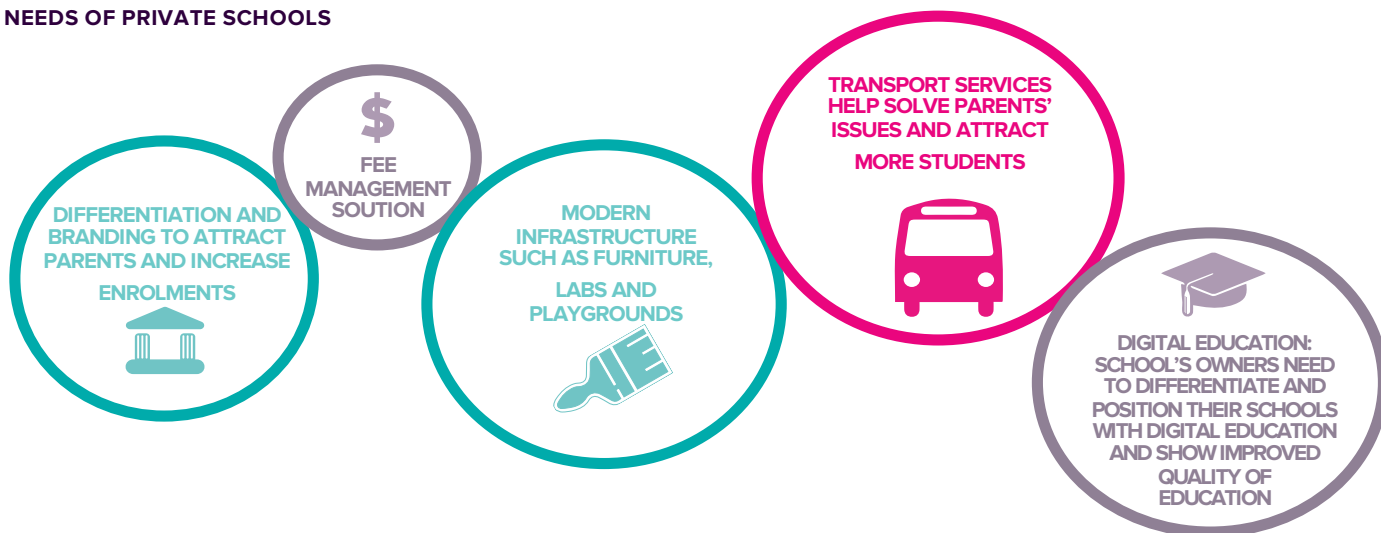 NEEDS OF PRIVATE SCHOOLS
DIFFERENTIATION AND
BRANDING TO ATTRACT
PARENTS AND INCREASE
ENROLMENTS
$
FEE
MANAGEMENT
SOUTION
MODERN
INFRASTRUCTURE
SUCH AS FURNITURE,
LABS AND
PLAYGROUNDS
TRANSPORT SERVICES
HELP SOLVE PARENTS’
ISSUES AND ATTRACT
MORE STUDENTS
DIGITAL EDUCATION:
SCHOOL’S OWNERS NEED
TO DIFFERENTIATE AND
POSITION THEIR SCHOOLS
WITH DIGITAL EDUCATION
AND SHOW IMPROVED
QUALITY OF
EDUCATION